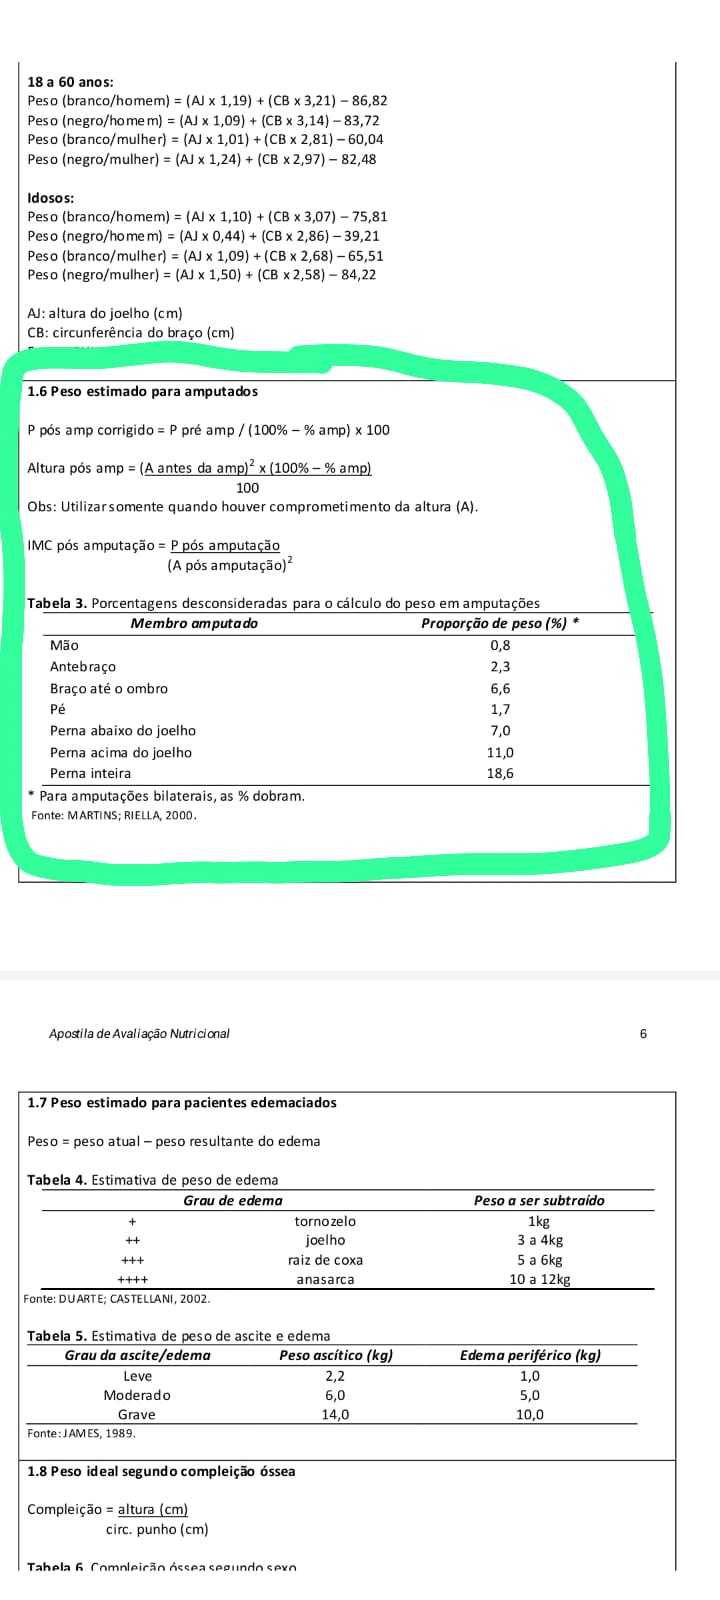 18 a 60 anos:
Peso (branco/homem) = (AJ x 1,19) + (CB x 3,21) – 86,82
Peso (negro/homem) = (AJ x 1,09) + (CB x 3,14) – 83,72
Peso (branco/mulher) = (AJ x 1,01) + (CB x 2,81) – 60,04
Peso (negro/mulher) = (AJ x 1,24) + (CB x 2,97) – 82,48
Idosos:
Peso (branco/homem) = (AJ x 1,10) + (CB x 3,07) – 75,81
Peso (negro/homem) = (AJ x 0,44) + (CB x 2,86) – 39,21
Peso (branco/mulher) = (AJ x 1,09) + (CB x 2,68) – 65,51
Peso (negro/mulher) = (AJ x 1,50) + (CB x 2,58) – 84,22
AJ: altura do joelho (cm)
CB: circunferência do braço (cm)
1.6 Peso estimado para amputados
P pós amp corrigido = P pré amp / (100% – % amp) x 100
Altura pós amp = (A antes da amp)² x (100% – % amp)
100
Obs: Utilizar somente quando houver comprometimento da altura (A).
IMC pós amputação = P pós amputação
(A pós amputação)²
Tabela 3. Porcentagens desconsideradas para o cálculo do peso em amputações
Membro amputado Proporção de peso (%) *
Mão 0,8
Antebraço 2,3
Braço até o ombro 6,6
Pé 1,7
Perna abaixo do joelho 7,0
Perna acima do joelho 11,0
Perna inteira 18,6
* Para amputações bilaterais, as % dobram.
Fonte: MARTINS; RIELLA, 2000.
Apostila de Avaliação Nutricional 6
1.7 Peso estimado para pacientes edemaciados
Peso = peso atual – peso resultante do edema
Tabela 4. Estimativa de peso de edema
Grau de edema Peso a ser subtraído
+ tornozelo 1kg
++ joelho 3 a 4kg
+++ raiz de coxa 5 a 6kg
++++ anasarca 10 a 12kg
Fonte: DUARTE; CASTELLANI, 2002.
Tabela 5. Estimativa de peso de ascite e edema
Grau da ascite/edema Peso ascítico (kg) Edema periférico (kg)
Leve 2,2 1,0
Moderado 6,0 5,0
Grave 14,0 10,0
Fonte: JAMES, 1989.
1.8 Peso ideal segundo compleição óssea
Compleição = altura (cm)
circ. punho (cm)
Tabela 6. Compleição óssea segundo sexo